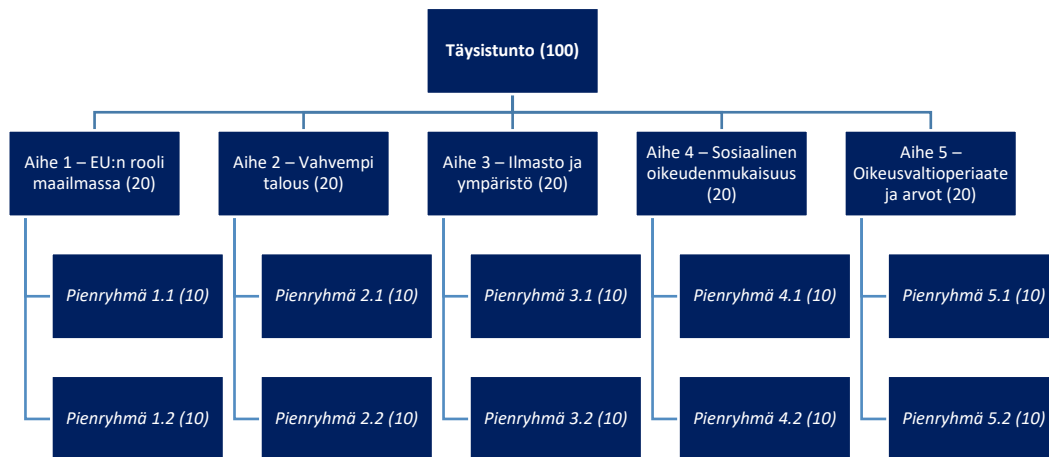 Täysistunto (100)
Aihe 1 – EU:n rooli
maailmassa (20)
Aihe 2 – Vahvempi
talous (20)
Aihe 3 – Ilmasto ja
ympäristö (20)
Aihe 4 – Sosiaalinen
oikeudenmukaisuus
(20)
Aihe 5 –
Oikeusvaltioperiaate
ja arvot (20)
Pienryhmä 1.1 (10)
Pienryhmä 2.1 (10)
Pienryhmä 3.1 (10)
Pienryhmä 4.1 (10)
Pienryhmä 5.1 (10)
Pienryhmä 1.2 (10)
Pienryhmä 2.2 (10)
Pienryhmä 3.2 (10)
Pienryhmä 4.2 (10)
Pienryhmä 5.2 (10)